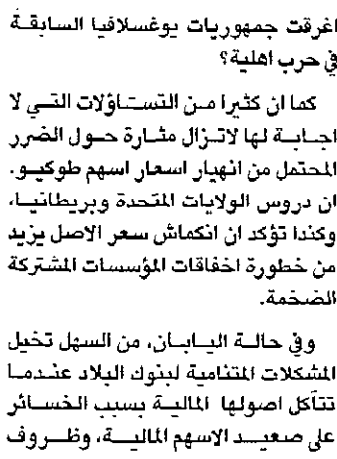 اغرقت جمهوريات يوغسلافيا السابقة
في حرب اهلية؟
كما ان كثيرا من التساؤلات التي لا
اجابة لها لاتزال مثارة حول الضرر
المحتمل من انهيار اسعار اسهم طوكيو.
ان دروس الولايات المتحدة وبريطانيا،
وكندا تؤكد ان انكماش سعر الاصل يزيد
من خطورة اخفاقات المؤسسات المشتركة
الضخمة.
وفي حالة اليابان، من السهل تخيل
المشكلات المتنامية لبنوك البلاد عندما
تتآكل اصولها المالية بسبب الخسائر
على صعيد الاسهم المالية، وظروف